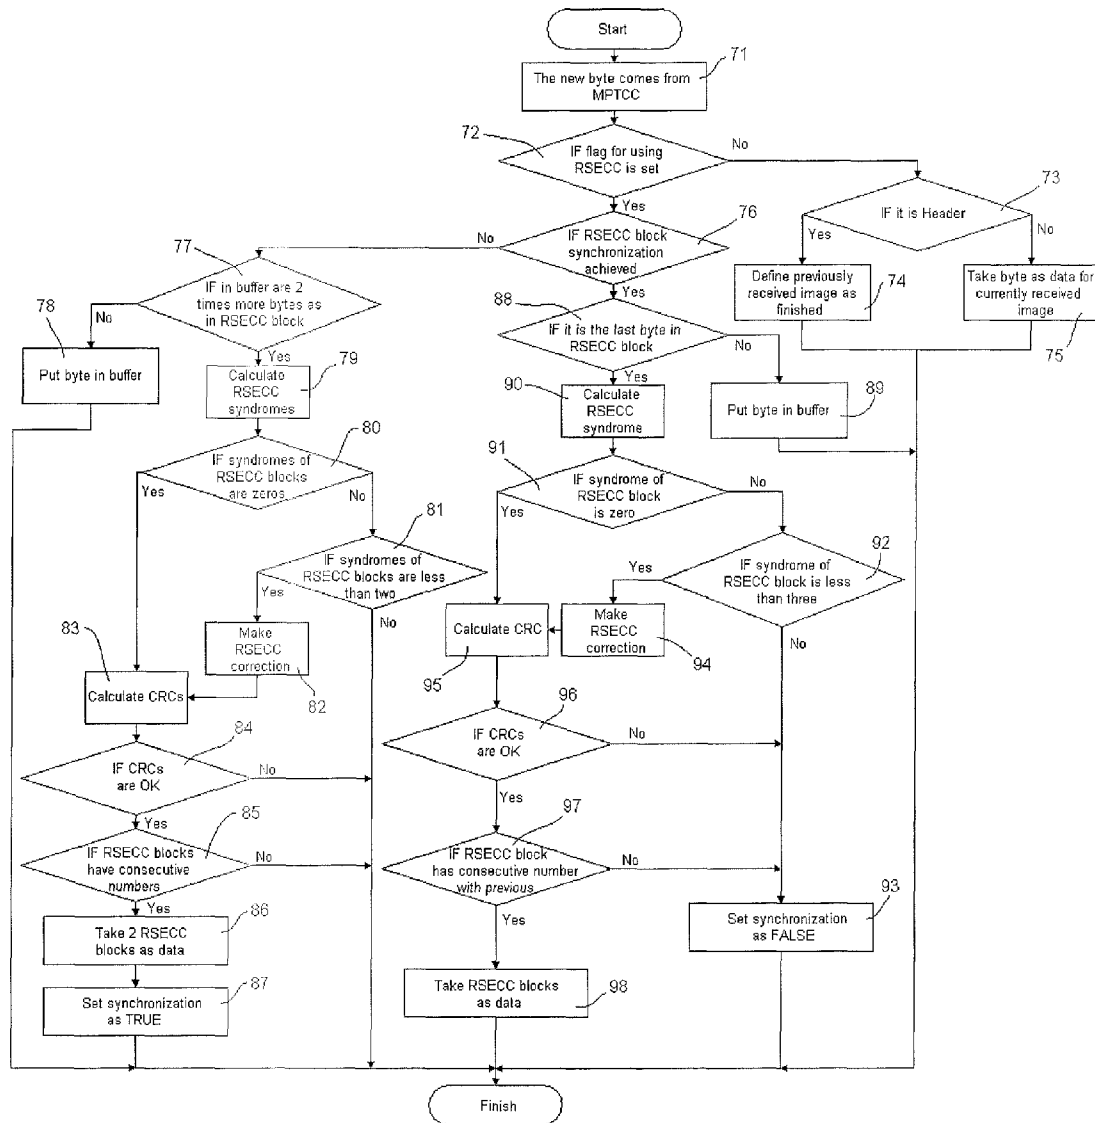 Start
71
The new byte comes from
MPTCC
72
IF flag for using
RSECC is set
No
Yes
73
IF it is Header
Yes
No
74
Define previously
received image as
finished
Take byte as data for
currently received
image
75
76
IF RSECC block
synchronization
achieved
No
Yes
77
IF in buffer are 2
times more bytes as
in RSECC block
No
Yes
78
Put byte in buffer
79
Calculate
RSECC
syndromes
80
IF syndromes of
RSECC blocks
are zeros
Yes
No
81
IF syndromes of
RSECC blocks are less
than two
Yes
No
Make
RSECC
correction
82
83
Calculate CRCs
84
IF CRCs
are OK
No
Yes
85
IF RSECC blocks
have consecutive
numbers
No
Yes
86
Take 2 RSECC
blocks as data
87
Set synchronization
as TRUE
88
IF it is the last byte in
RSECC block
No
Yes
89
Put byte in buffer
90
Calculate
RSECC
syndrome
91
IF syndrome of
RSECC block
is zero
Yes
No
92
IF syndrome of
RSECC block is less
than three
Yes
No
Make
RSECC
correction
94
Calculate CRC
95
96
IF CRCs
are OK
No
Yes
97
IF RSECC block
has consecutive number
with previous
No
Yes
93
Set synchronization
as FALSE
Take RSECC blocks
as data
98
Finish